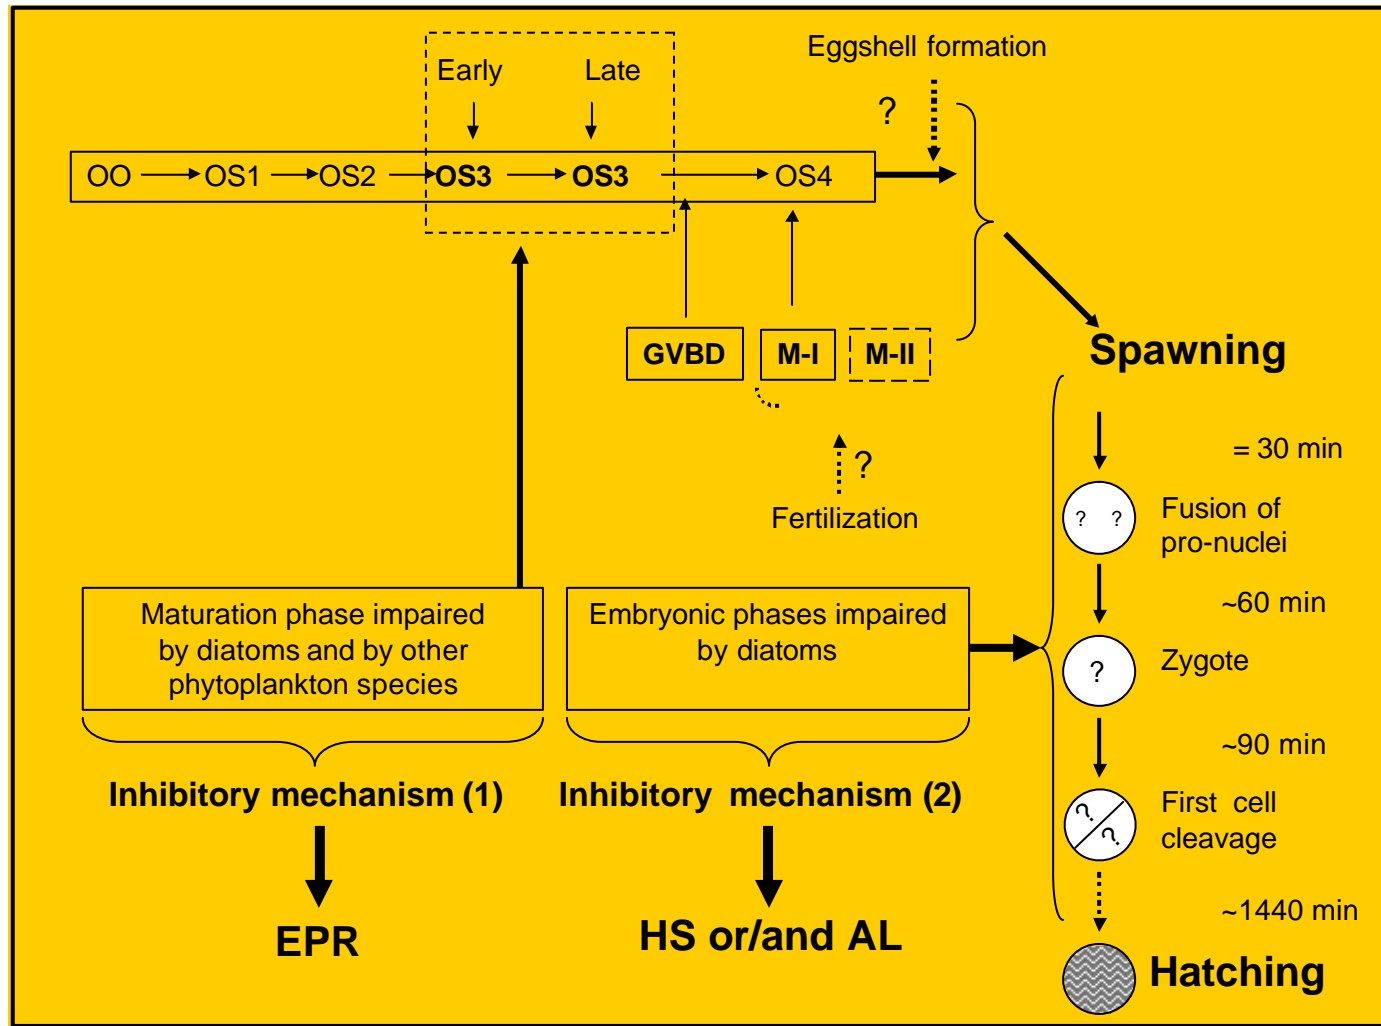 Eggshell formation
Early Late
?
OO OS1 OS2 OS3 OS3 OS4
GVBD M-I M-II
Spawning
= 30 min
?
Fertilization
? ?
Fusion of
pro-nuclei
~60 min
Maturation phase impaired
by diatoms and by other
phytoplankton species
Embryonic phases impaired
by diatoms
?
Zygote
~90 min
Inhibitory mechanism (1)
Inhibitory mechanism (2)
? ?
First cell
cleavage
~1440 min
EPR
HS or/and AL
Hatching